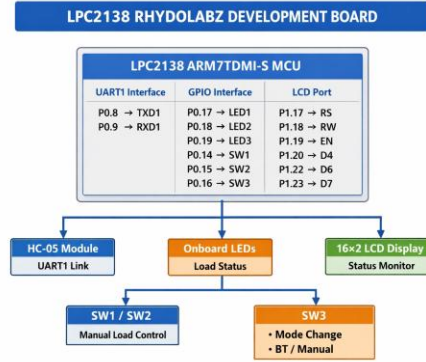 LPC2138 RHYDOLABZ DEVELOPMENT BOARD
LPC2138 ARM7TDMI-S MCU
UART1 Interface
P0.8 → TXD1
P0.9 → RXD1
GPIO Interface
P0.17 → LED1
P0.18 → LED2
P0.19 → LED3
P0.14 → SW1
P0.15 → SW2
P0.16 → SW3
LCD Port
P1.17 → RS
P1.18 → RW
P1.19 → EN
P1.20 → D4
P1.22 → D6
P1.23 → D7
HC-05 Module
UART1 Link
Onboard LEDs
Load Status
16×2 LCD Display
Status Monitor
SW1 / SW2
Manual Load Control
SW3
• Mode Change
• BT / Manual